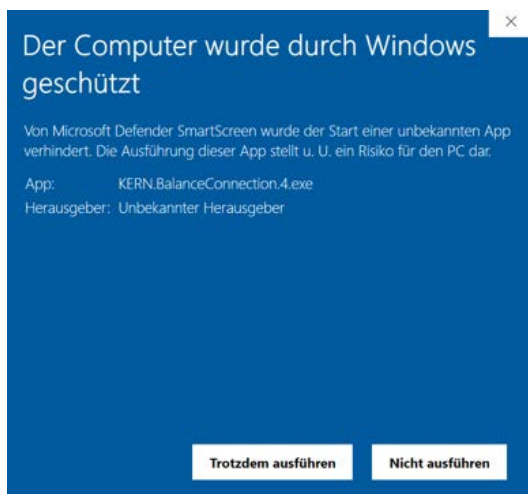 Der Computer wurde durch Windows
geschützt
Von Microsoft Defender SmartScreen wurde der Start einer unbekannten App
verhindert. Die Ausführung dieser App stellt u. U. ein Risiko für den PC dar.
App: KERN.BalanceConnection.4.exe
Herausgeber: Unbekannter Herausgeber
Trotzdem ausführen Nicht ausführen